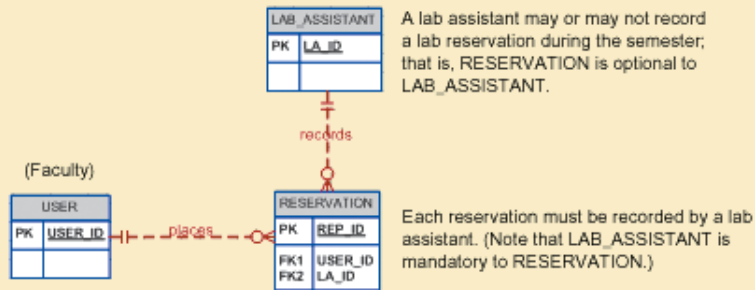 LAB_ASSISTANT
PK LA_ID
A lab assistant may or may not record
a lab reservation during the semester;
that is, RESERVATION is optional to
LAB_ASSISTANT.
records
(Faculty)
USER
PK USER_ID
places
RESERVATION
PK REP_ID
FK1 USER_ID
FK2 LA_ID
Each reservation must be recorded by a lab
assistant. (Note that LAB_ASSISTANT is
mandatory to RESERVATION.)